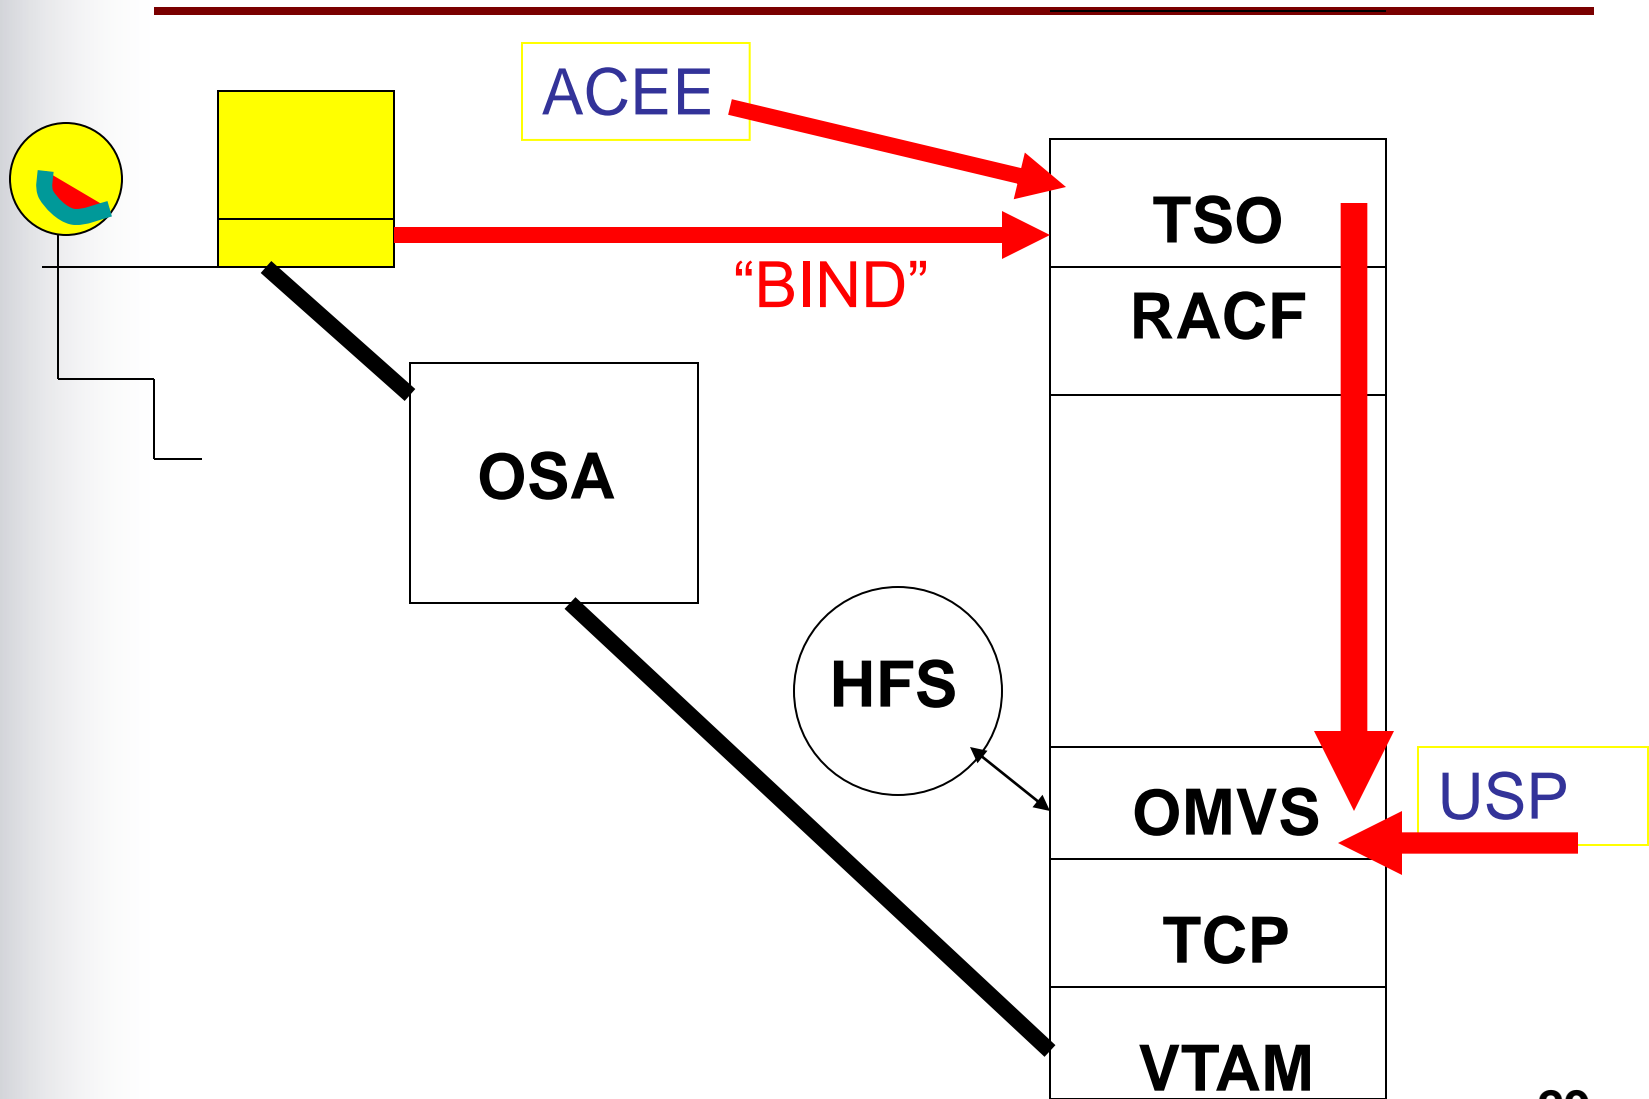 ACEE
TSO
“BIND”
RACF
OSA
HFS
OMVS
USP
TCP
VTAM